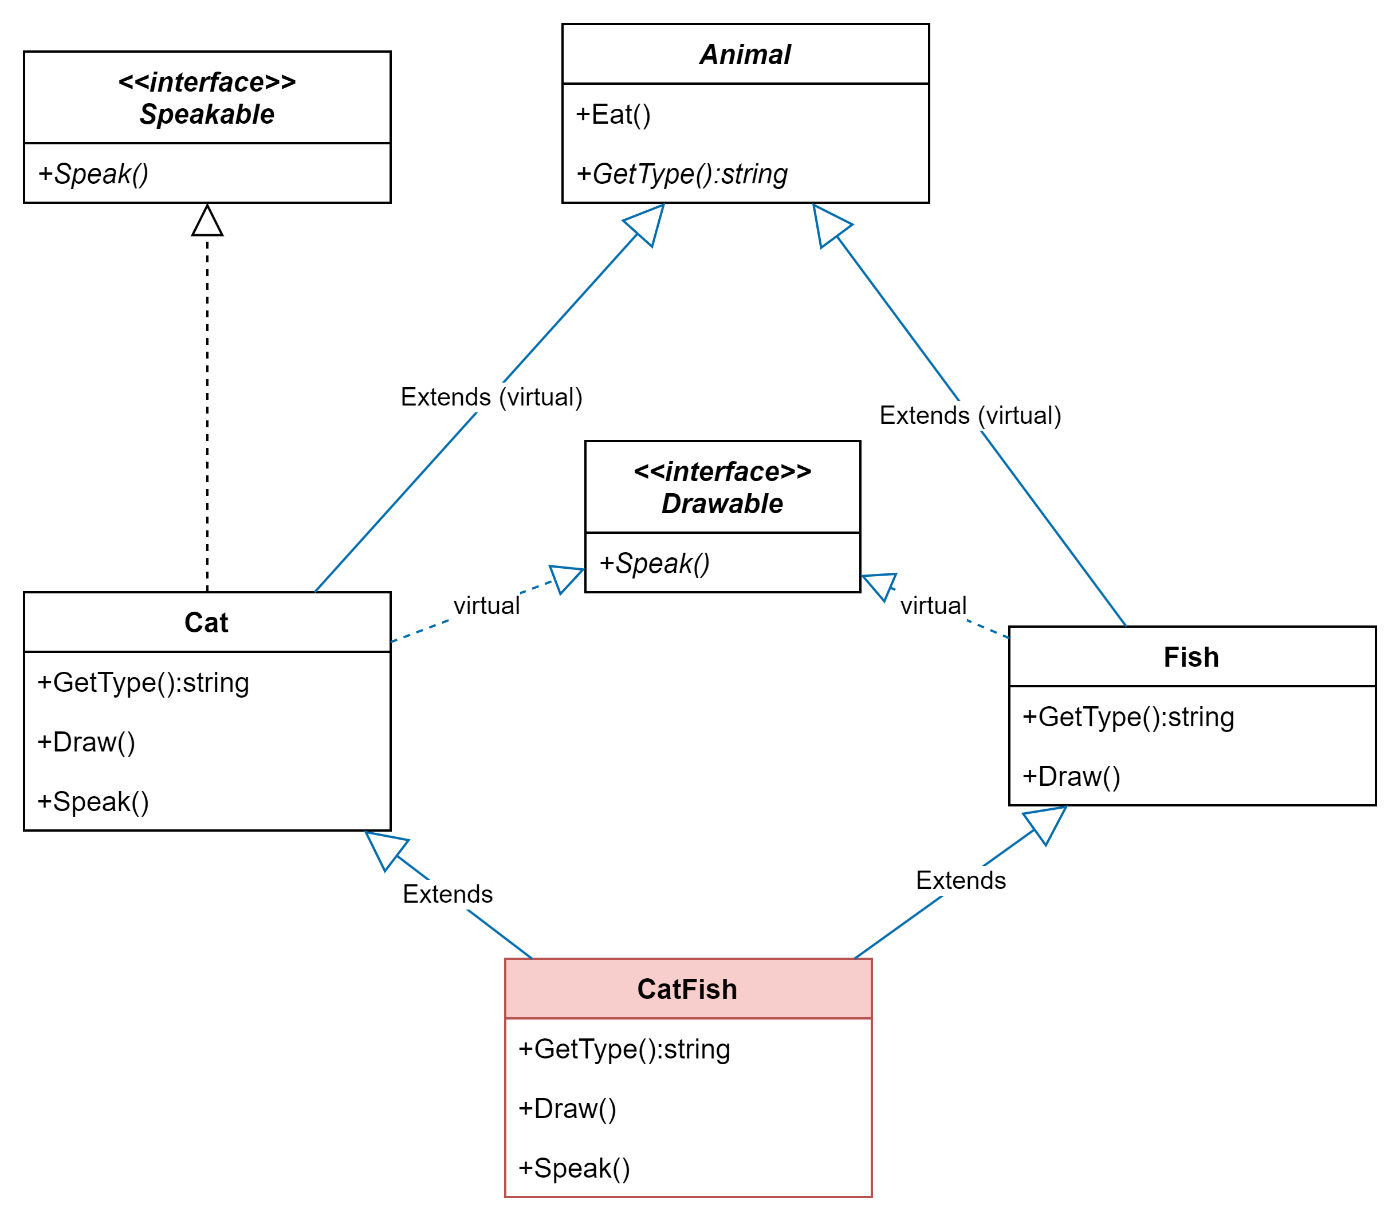 <<interface>>
Speakable
+Speak()
Animal
+Eat()
+GetType():string
Extends (virtual)
Extends (virtual)
<<interface>>
Drawable
+Speak()
virtual
virtual
Cat
+GetType():string
+Draw()
+Speak()
Fish
+GetType():string
+Draw()
Extends
Extends
CatFish
+GetType():string
+Draw()
+Speak()